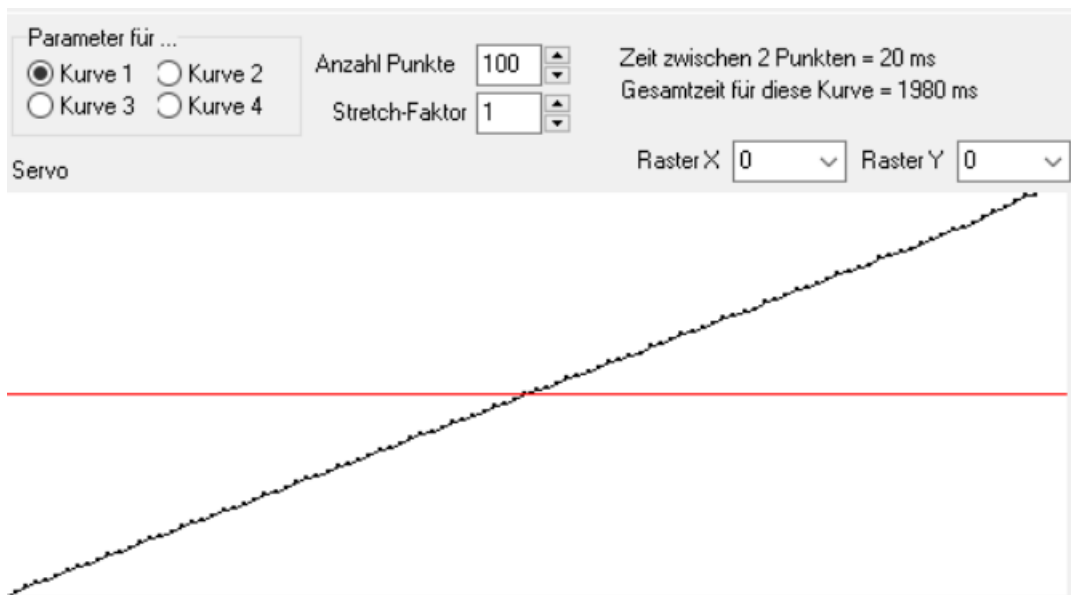 Parameter für ...
Kurve 1 Kurve 2
Kurve 3 Kurve 4
Anzahl Punkte 100
Stretch-Faktor 1
Zeit zwischen 2 Punkten = 20 ms
Gesamtzeit für diese Kurve = 1980 ms
Raster X 0 Raster Y 0
Servo